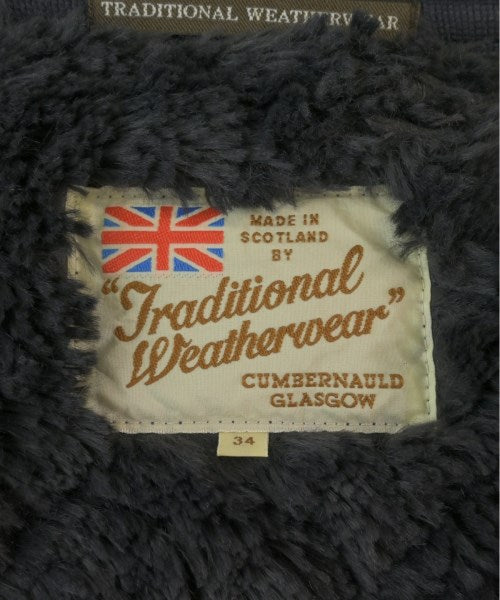 TRADITIONAL WEATHERWEAR
MADE IN
SCOTLAND
BY
"Traditional
Weatherwear"
CUMBERNAULD
GLASGOW
34